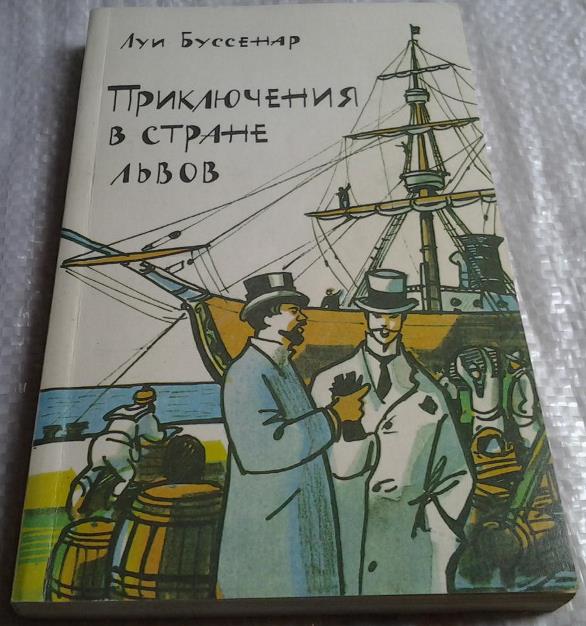 Луи Буссенар
Приключения
в стране
львов